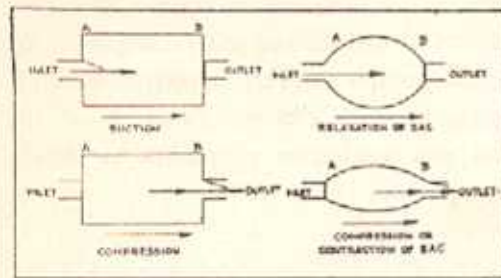 A B
INLET OUTLET
SUCTION
A B
INLET OUTLET
RELAXATION OF SAC
A B
INLET OUTLET
COMPRESSION
A B
INLET OUTLET
COMPRESSION OR
CONTRACTION OF SAC